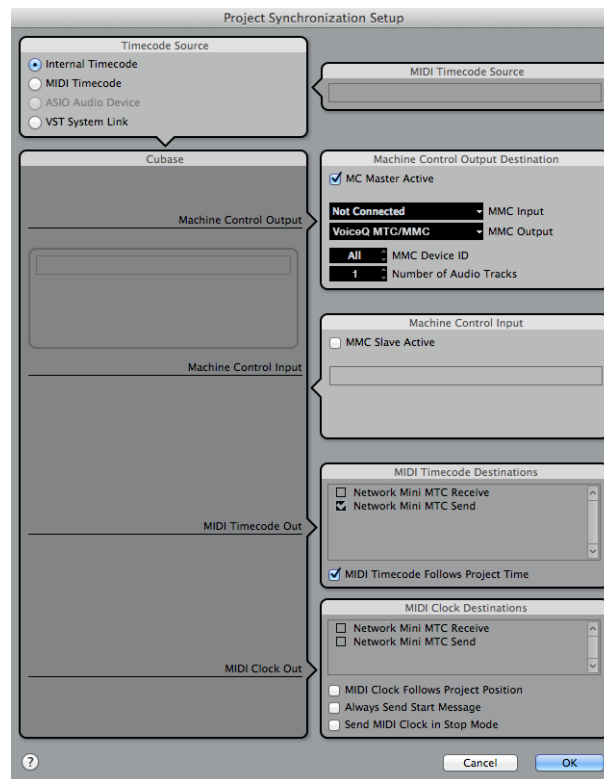 Project Synchronization Setup
Timecode Source
Internal Timecode
MIDI Timecode
ASIO Audio Device
VST System Link
MIDI Timecode Source
Cubase
Machine Control Output
Machine Control Input
MIDI Timecode Out
MIDI Clock Out
Machine Control Output Destination
MC Master Active
Not Connected MMC Input
VoiceQ MTC/MMC MMC Output
All MMC Device ID
1 Number of Audio Tracks
Machine Control Input
MMC Slave Active
MIDI Timecode Destinations
Network Mini MTC Receive
Network Mini MTC Send
MIDI Timecode Follows Project Time
MIDI Clock Destinations
Network Mini MTC Receive
Network Mini MTC Send
MIDI Clock Follows Project Position
Always Send Start Message
Send MIDI Clock in Stop Mode
?
Cancel
OK